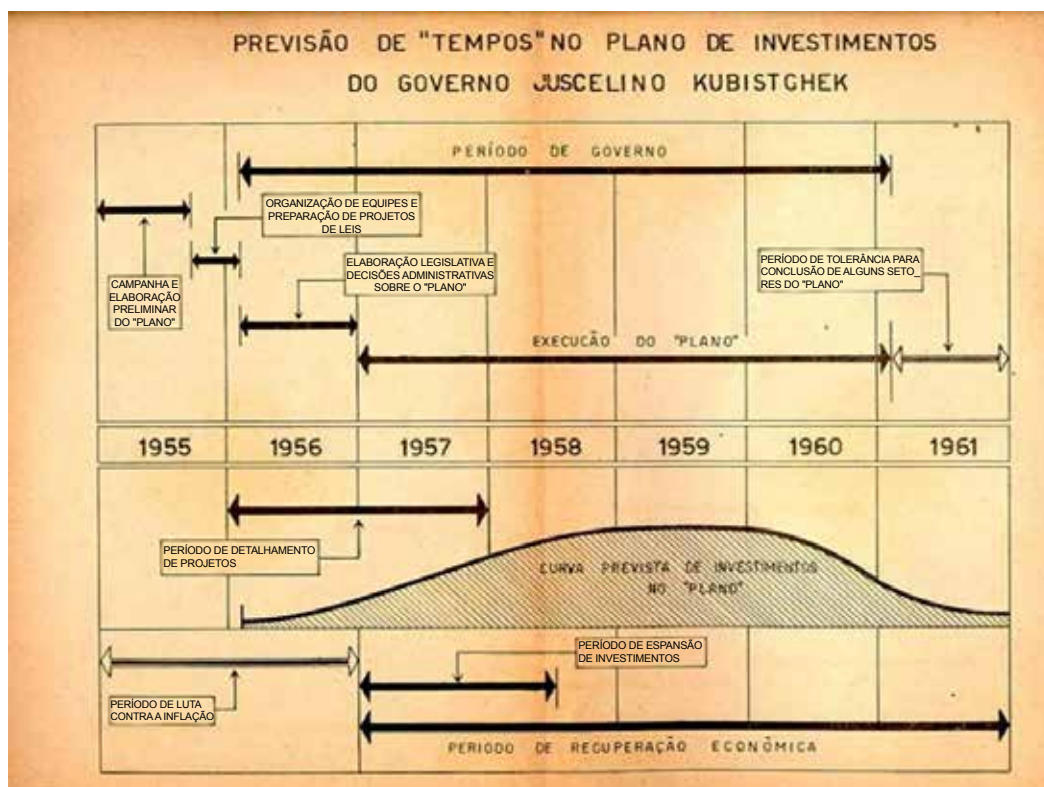 PREVISÃO DE "TEMPOS" NO PLANO DE INVESTIMENTOS
DO GOVERNO JUSCELINO KUBISTGHEK
PERÍODO DE GOVERNO
ORGANIZAÇÃO DE EQUIPES E
PREPARAÇÃO DE PROJETOS
DE LEIS
CAMPANHA E
ELABORAÇÃO
PRELIMINAR
DO "PLANO"
ELABORAÇÃO LEGISLATIVA E
DECISÕES ADMINISTRATIVAS
SOBRE O "PLANO"
PERÍODO DE TOLERÂNCIA PARA
CONCLUSÃO DE ALGUNS SETO_
RES DO "PLANO"
EXECUCÃO DO "PLANO"
1955 1956 1957 1958 1959 1960 1961
PERÍODO DE DETALHAMENTO
DE PROJETOS
CURVA PREVISTA DE INVESTIMENTOS
NO "PLANO"
PERÍODO DE ESPANSÃO
DE INVESTIMENTOS
PERÍODO DE LUTA
CONTRA A INFLAÇÃO
PERIODO DE RECUPERAÇÃO ECONÔMICA